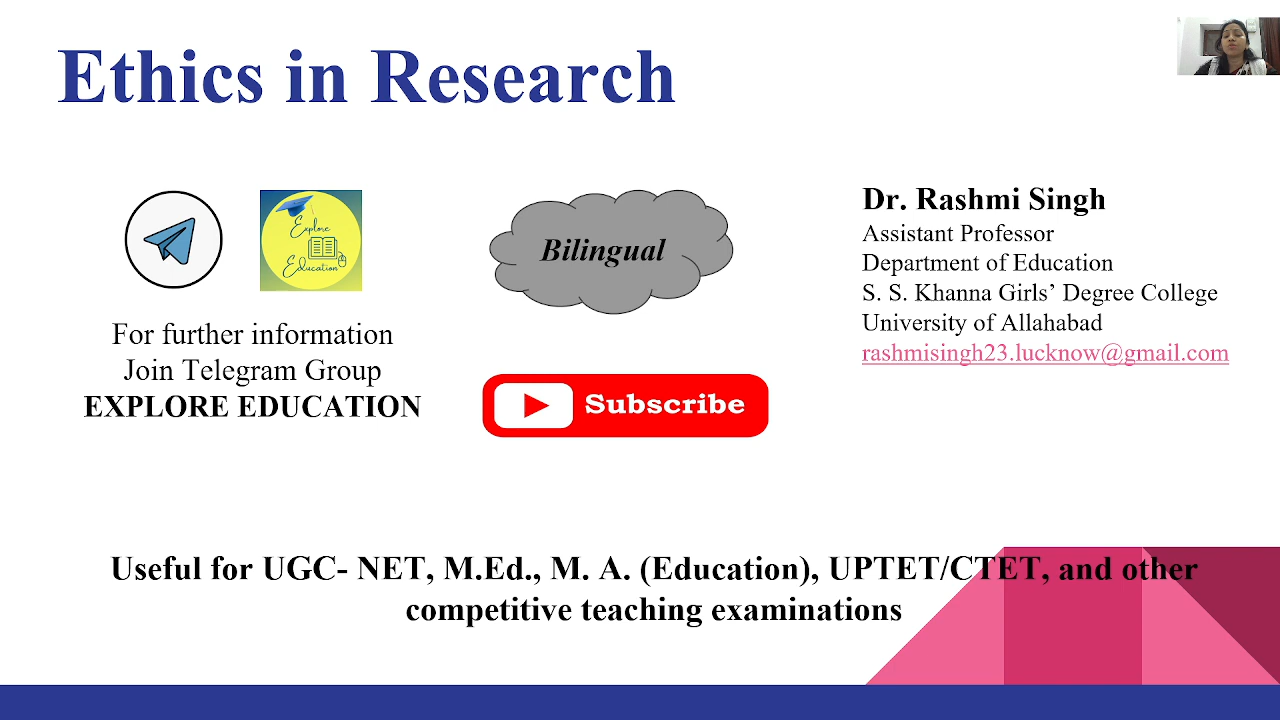 Ethics in Research
Explore
Education
For further information
Join Telegram Group
EXPLORE EDUCATION
Bilingual
Subscribe
Dr. Rashmi Singh
Assistant Professor
Department of Education
S. S. Khanna Girls’ Degree College
University of Allahabad
rashmisingh23.lucknow@gmail.com
Useful for UGC- NET, M.Ed., M. A. (Education), UPTET/CTET, and other
competitive teaching examinations